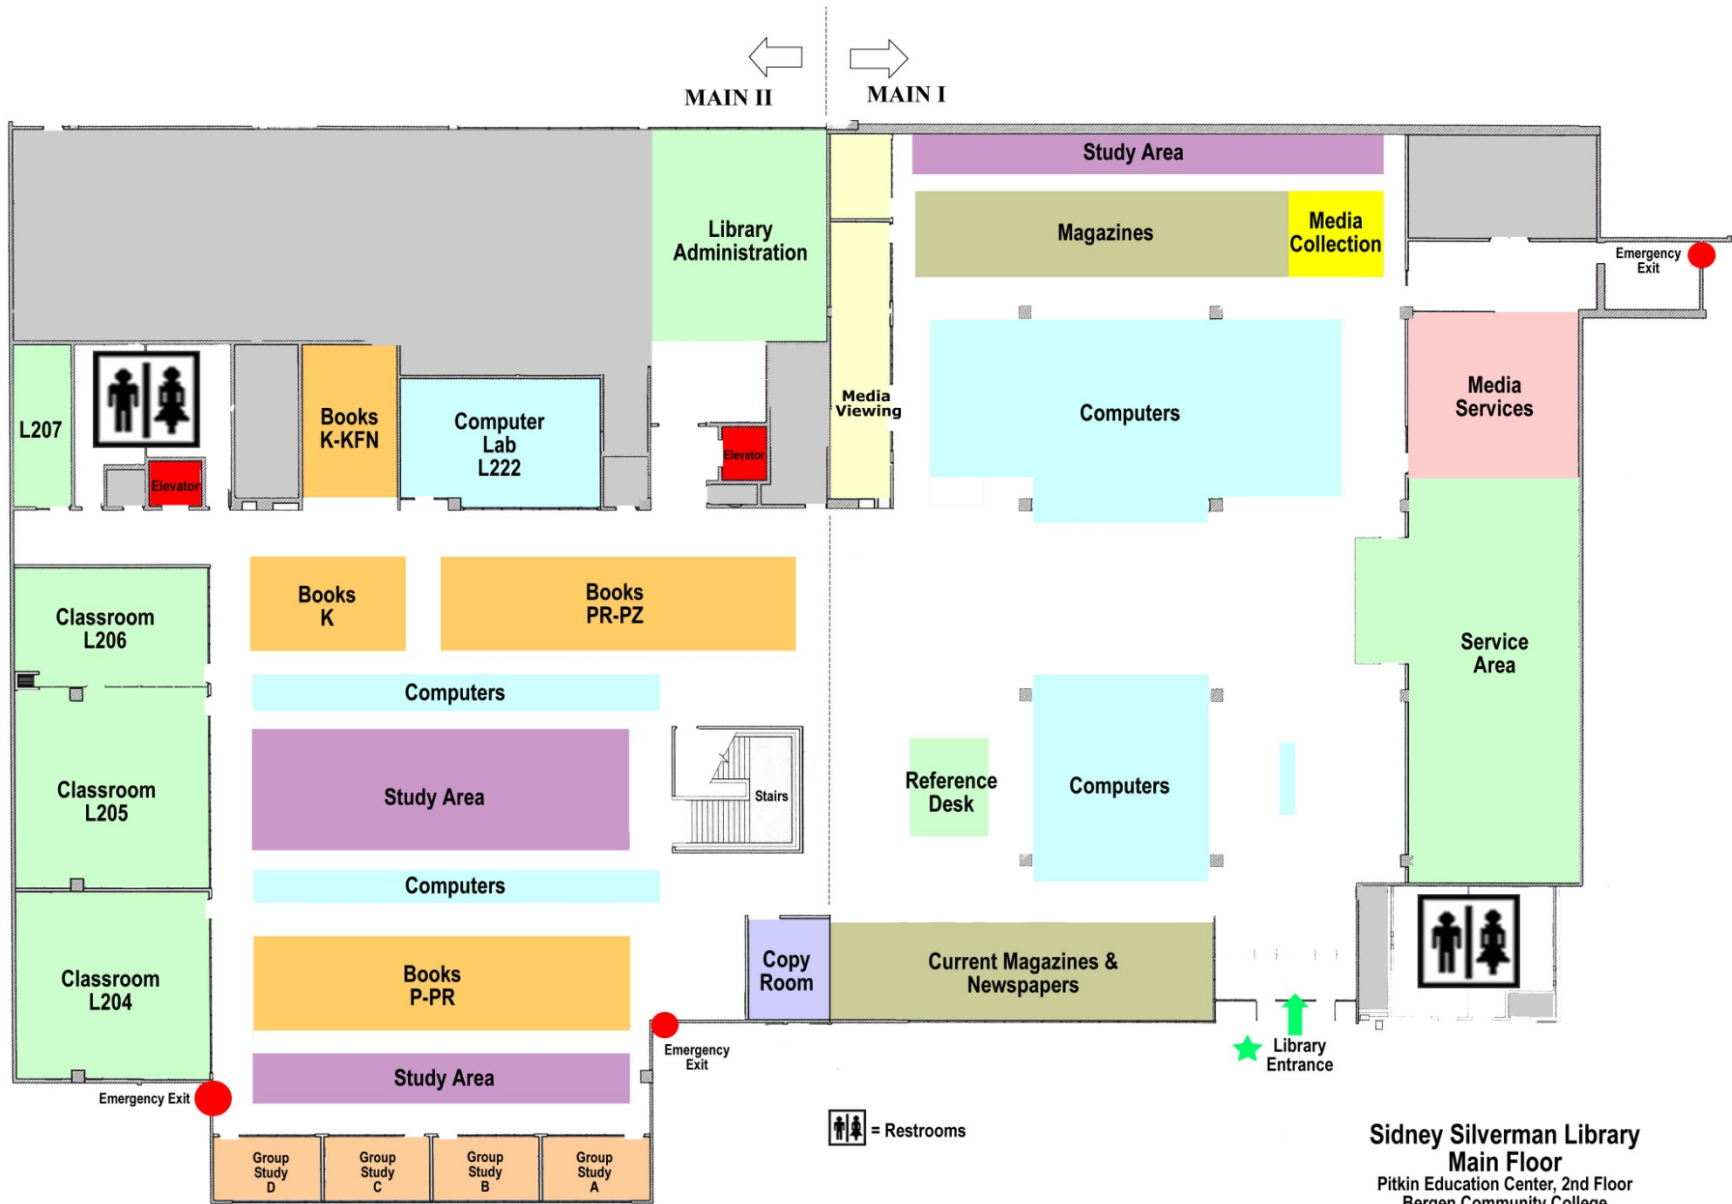 MAIN II
MAIN I
Study Area
Library
Administration
Magazines
Media
Collection
Emergency
Exit
L207
Books
K-KFN
Computer
Lab
L222
Elevator
Elevator
Media
Viewing
Computers
Media
Services
Classroom
L206
Books
K
Books
PR-PZ
Service
Area
Computers
Classroom
L205
Study Area
Stairs
Reference
Desk
Computers
Computers
Classroom
L204
Books
P-PR
Copy
Room
Current Magazines &
Newspapers
Library
Entrance
Emergency
Exit
Study Area
Emergency Exit
Group
Study
D
Group
Study
C
Group
Study
B
Group
Study
A
= Restrooms
Sidney Silverman Library
Main Floor
Pitkin Education Center, 2nd Floor
Bergen Community College